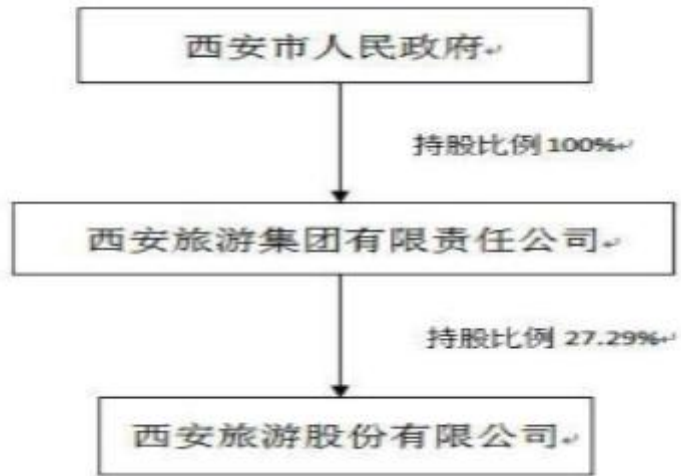 西安市人民政府
持股比例 100%
西安旅游集团有限责任公司
持股比例 27.29%
西安旅游股份有限公司